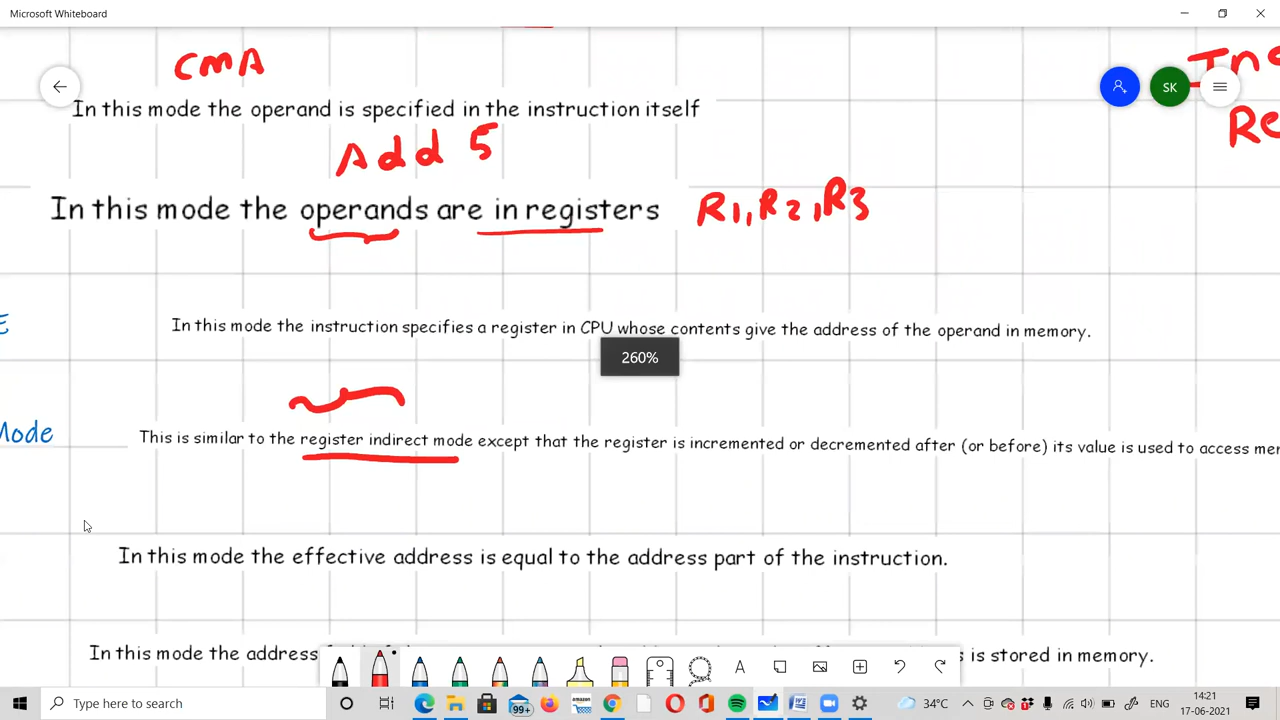 Microsoft Whiteboard
CMA
In this mode the operand is specified in the instruction itself
SK
Add 5
In this mode the operands are in registers R1, R2, R3
In this mode the instruction specifies a register in CPU whose contents give the address of the operand in memory.
260%
Mode
This is similar to the register indirect mode except that the register is incremented or decremented after (or before) its value is used to access
In this mode the effective address is equal to the address part of the instruction.
In this mode the address
is stored in memory.
Type here to search
99+
amazon
34°C
ENG
14:21
17-06-2021